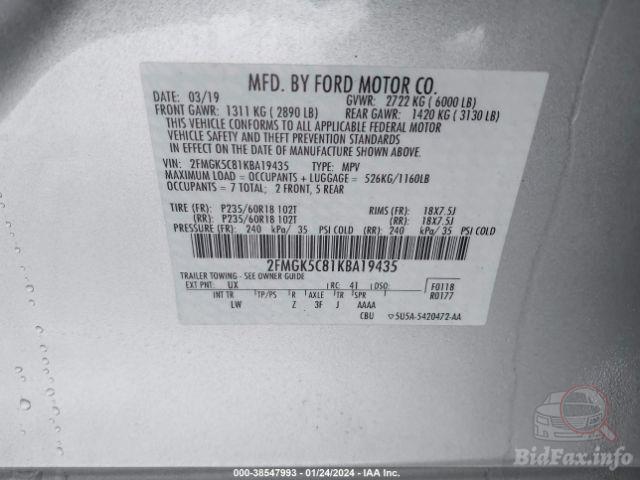 MFD. BY FORD MOTOR CO.
DATE: 03/19 GVWR: 2722 KG ( 6000 LB)
FRONT GAWR: 1311 KG ( 2890 LB) REAR GAWR: 1420 KG ( 3130 LB)
THIS VEHICLE CONFORMS TO ALL APPLICABLE FEDERAL MOTOR
VEHICLE SAFETY AND THEFT PREVENTION STANDARDS
IN EFFECT ON THE DATE OF MANUFACTURE SHOWN ABOVE.
VIN: 2FMGK5C81KBA19435 TYPE: MPV
MAXIMUM LOAD = OCCUPANTS + LUGGAGE = 526KG/1160LB
OCCUPANTS = 7 TOTAL; 2 FRONT, 5 REAR
TIRE (FR): P235/60R18 102T RIMS (FR): 18X7.5J
(RR): P235/60R18 102T (RR): 18X7.5J
PRESSURE (FR): 240 kPa/ 35 PSI COLD (RR): 240 kPa/ 35 PSI COLD
2FMGK5C81KBA19435
TRAILER TOWING - SEE OWNER GUIDE
EXT PNT: UX RC: 41 DSO: F0118
INT TR TP/PS R AXLE TR SPR R0177
LW Z 3F J AAAA
CBU 5U5A-5420472-AA
BidFax.info
000-38547993 - 01/24/2024 - IAA Inc.